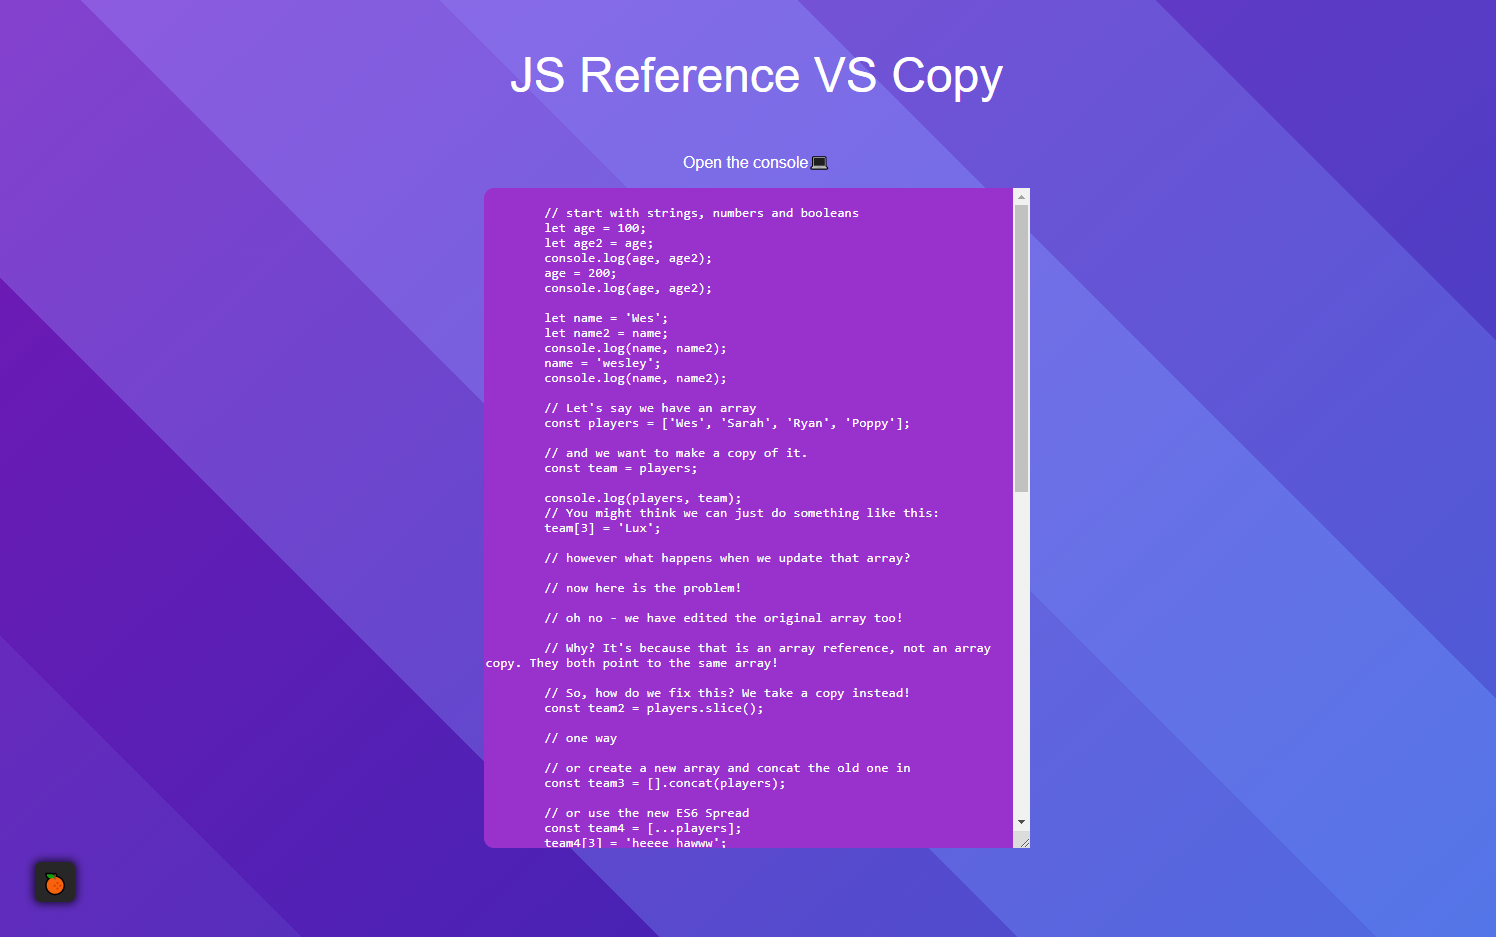 JS Reference VS Copy
Open the console
// start with strings, numbers and booleans
let age = 100;
let age2 = age;
console.log(age, age2);
age = 200;
console.log(age, age2);
let name = 'Wes';
let name2 = name;
console.log(name, name2);
name = 'wesley';
console.log(name, name2);
// Let's say we have an array
const players = ['Wes', 'Sarah', 'Ryan', 'Poppy'];
// and we want to make a copy of it.
const team = players;
console.log(players, team);
// You might think we can just do something like this:
team[3] = 'Lux';
// however what happens when we update that array?
// now here is the problem!
// oh no - we have edited the original array too!
// Why? It's because that is an array reference, not an array
copy. They both point to the same array!
// So, how do we fix this? We take a copy instead!
const team2 = players.slice();
// one way
// or create a new array and concat the old one in
const team3 = [].concat(players);
// or use the new ES6 Spread
const team4 = [...players];
team4[3] = 'heeee hawww';